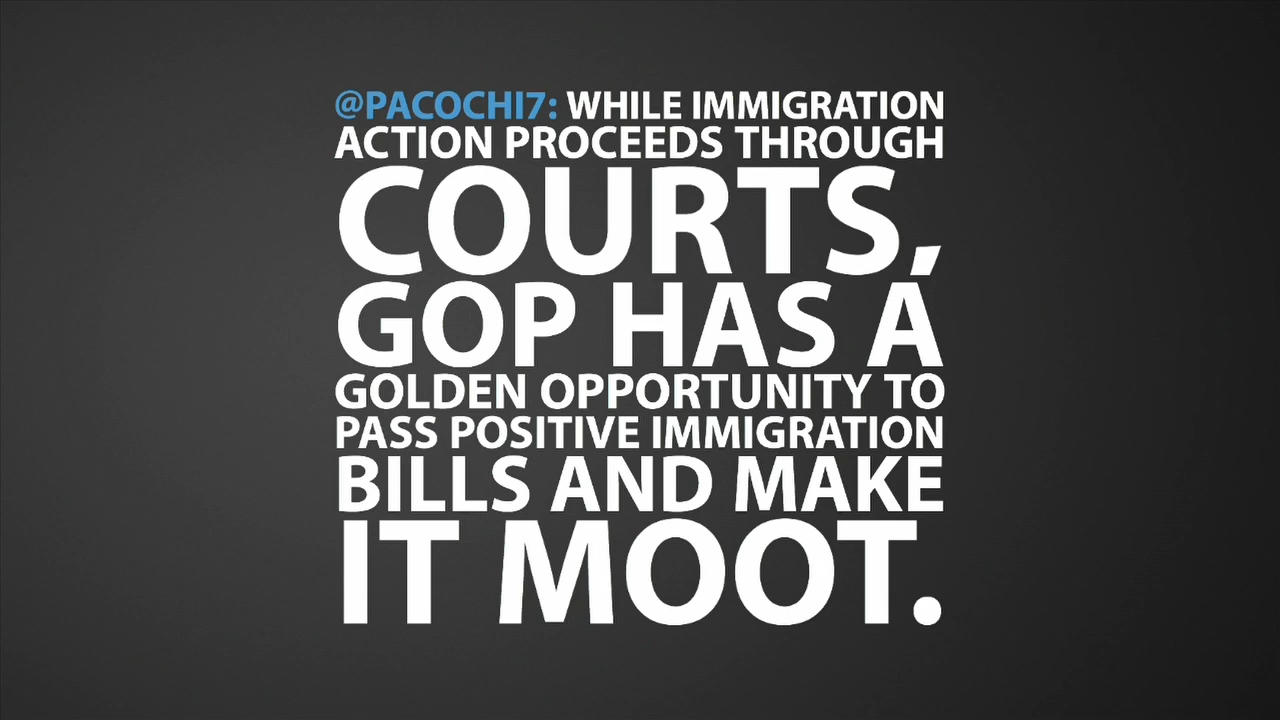 @PACOCHI7: WHILE IMMIGRATION
ACTION PROCEEDS THROUGH
COURTS,
GOP HAS A
GOLDEN OPPORTUNITY TO
PASS POSITIVE IMMIGRATION
BILLS AND MAKE
IT MOOT.